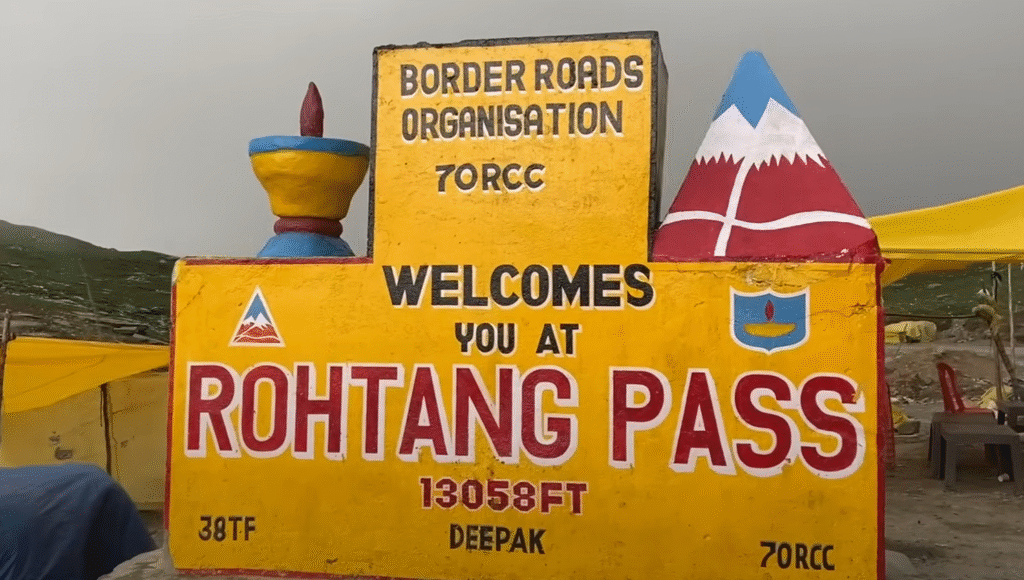 BORDER ROADS
ORGANISATION
70RCC
WELCOMES
YOU AT
ROHTANG PASS
13058FT
38TF
DEEPAK
70RCC